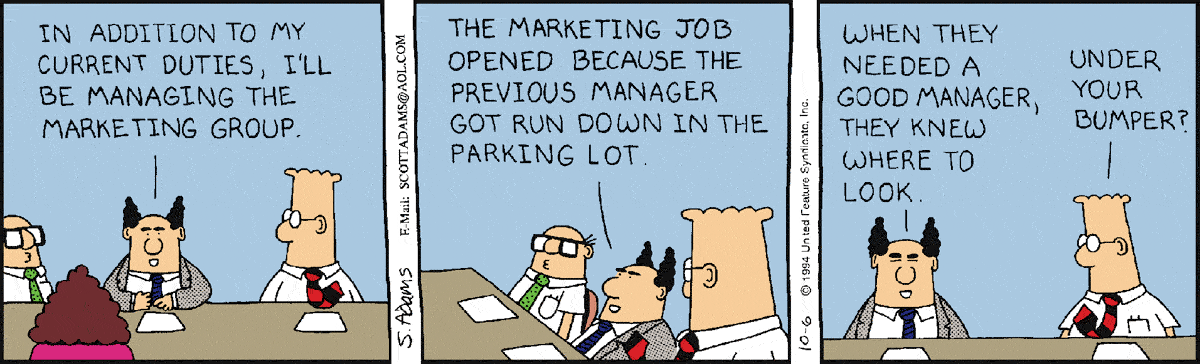 IN ADDITION TO MY
CURRENT DUTIES, I'LL
BE MANAGING THE
MARKETING GROUP.
S. Adams
E-Mail: SCOTTADAMS@AOL.COM
THE MARKETING JOB
OPENED BECAUSE THE
PREVIOUS MANAGER
GOT RUN DOWN IN THE
PARKING LOT.
10-6 © 1994 United Feature Syndicate, Inc.
WHEN THEY
NEEDED A
GOOD MANAGER,
THEY KNEW
WHERE TO
LOOK.
UNDER
YOUR
BUMPER?